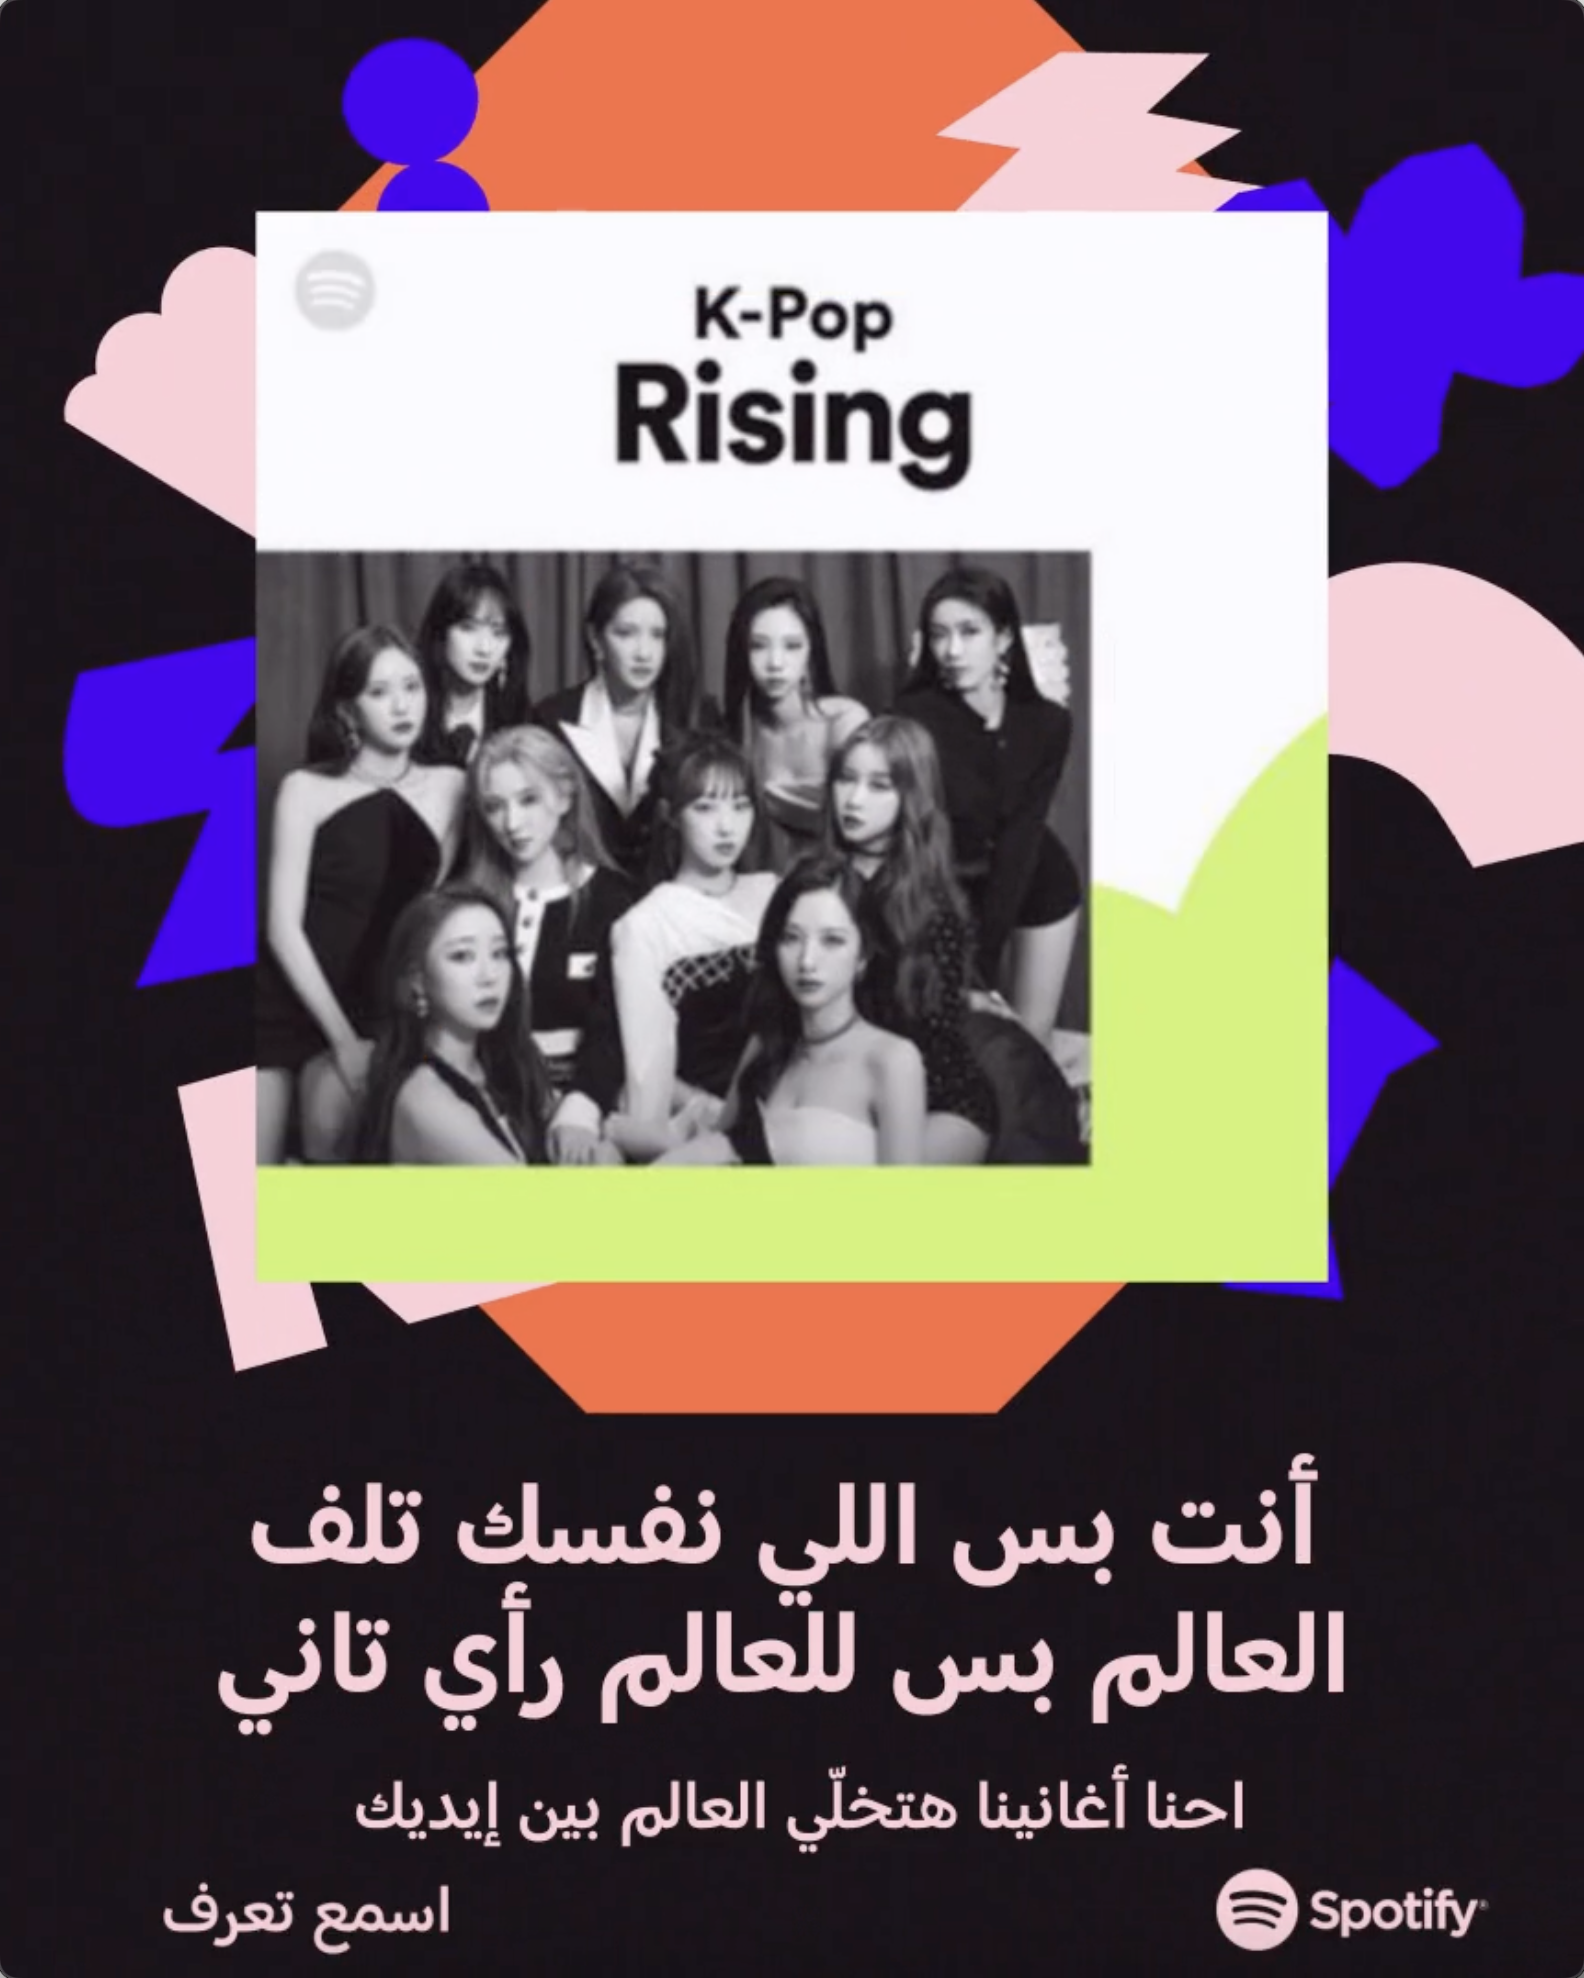 K-Pop
Rising
أنت بس اللي نفسك تلف
العالم بس للعالم رأي تاني
احنا أغانينا هتخلّي العالم بين إيديك
اسمع تعرف
Spotify®